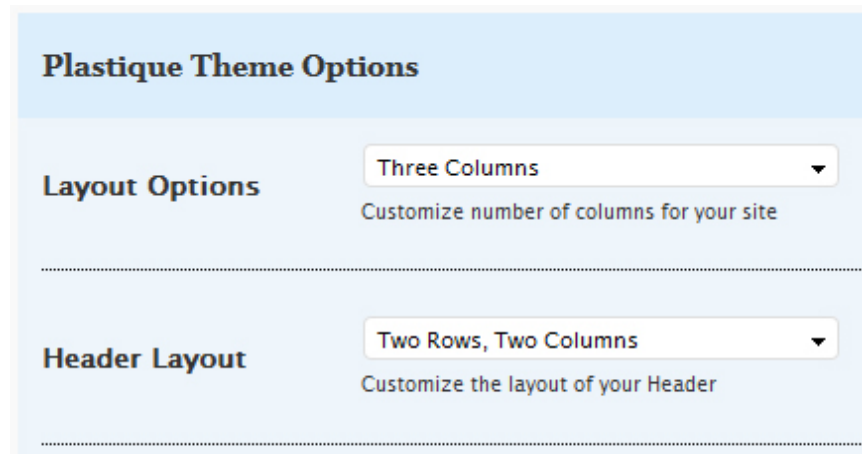 Plastique Theme Options
Layout Options
Three Columns
Customize number of columns for your site
Header Layout
Two Rows, Two Columns
Customize the layout of your Header